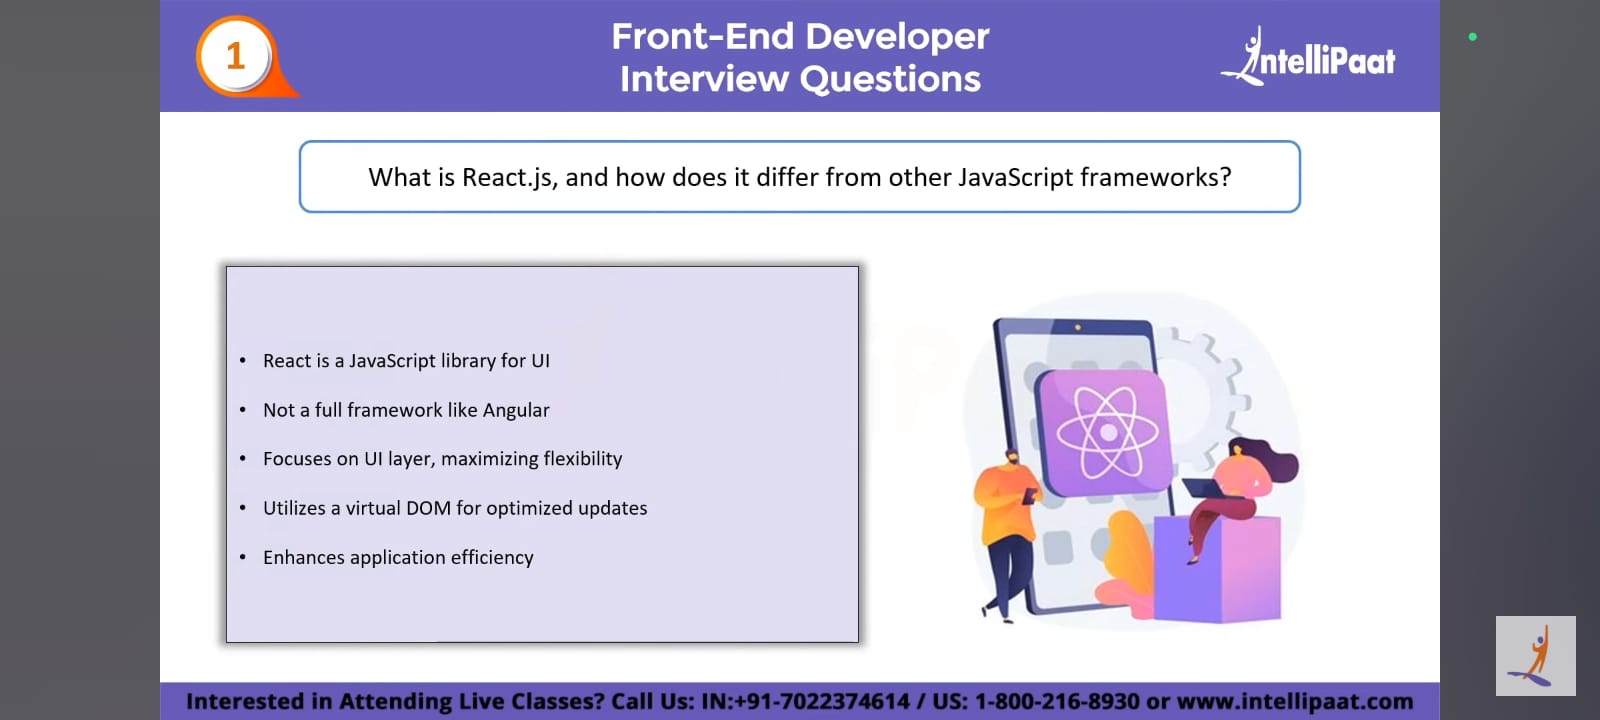 1
Front-End Developer
Interview Questions
IntelliPaat
What is React.js, and how does it differ from other JavaScript frameworks?
• React is a JavaScript library for UI
• Not a full framework like Angular
• Focuses on UI layer, maximizing flexibility
• Utilizes a virtual DOM for optimized updates
• Enhances application efficiency
Interested in Attending Live Classes? Call Us: IN:+91-7022374614 / US: 1-800-216-8930 or www.intellipaat.com